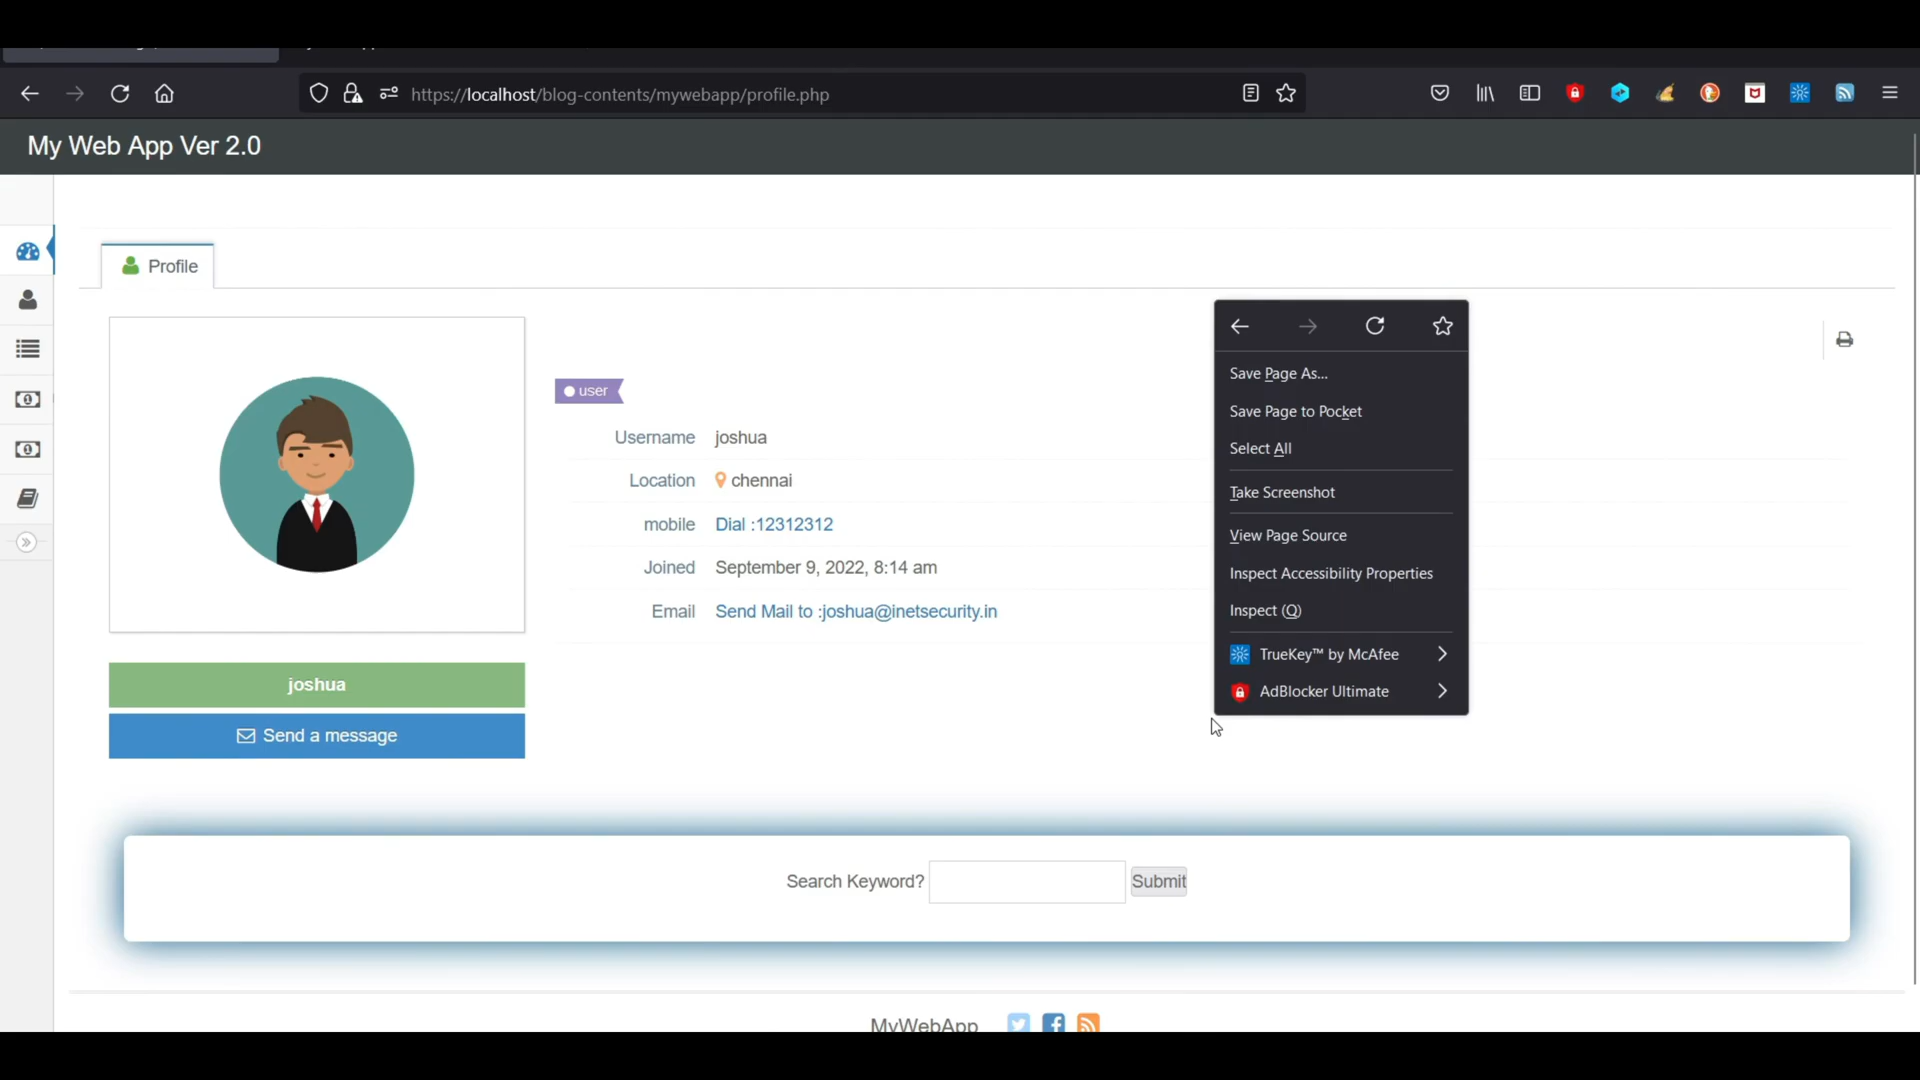 https://localhost/blog-contents/mywebapp/profile.php
My Web App Ver 2.0
Profile
user
Username joshua
Location chennai
mobile Dial :12312312
Joined September 9, 2022, 8:14 am
Email Send Mail to :joshua@inetsecurity.in
joshua
Send a message
Save Page As...
Save Page to Pocket
Select All
Take Screenshot
View Page Source
Inspect Accessibility Properties
Inspect (Q)
TrueKey™ by McAfee
AdBlocker Ultimate
Search Keyword? Submit
MyWebApp